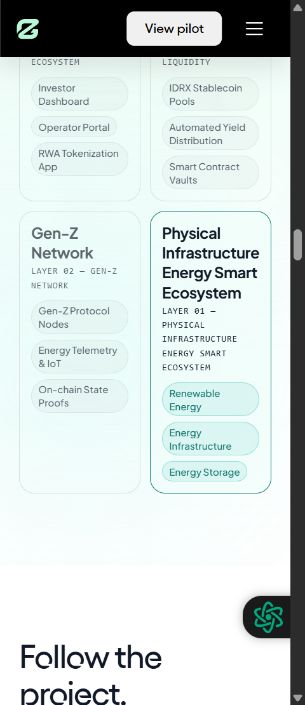 View pilot
ECOSYSTEM
Investor
Dashboard
Operator Portal
RWA Tokenization
App
LIQUIDITY
IDRX Stablecoin
Pools
Automated Yield
Distribution
Smart Contract
Vaults
Gen-Z
Network
LAYER 02 — GEN-Z
NETWORK
Gen-Z Protocol
Nodes
Energy Telemetry
& IoT
On-chain State
Proofs
Physical
Infrastructure
Energy Smart
Ecosystem
LAYER 01 —
PHYSICAL
INFRASTRUCTURE
ENERGY SMART
ECOSYSTEM
Renewable
Energy
Energy
Infrastructure
Energy Storage
Follow the
project.